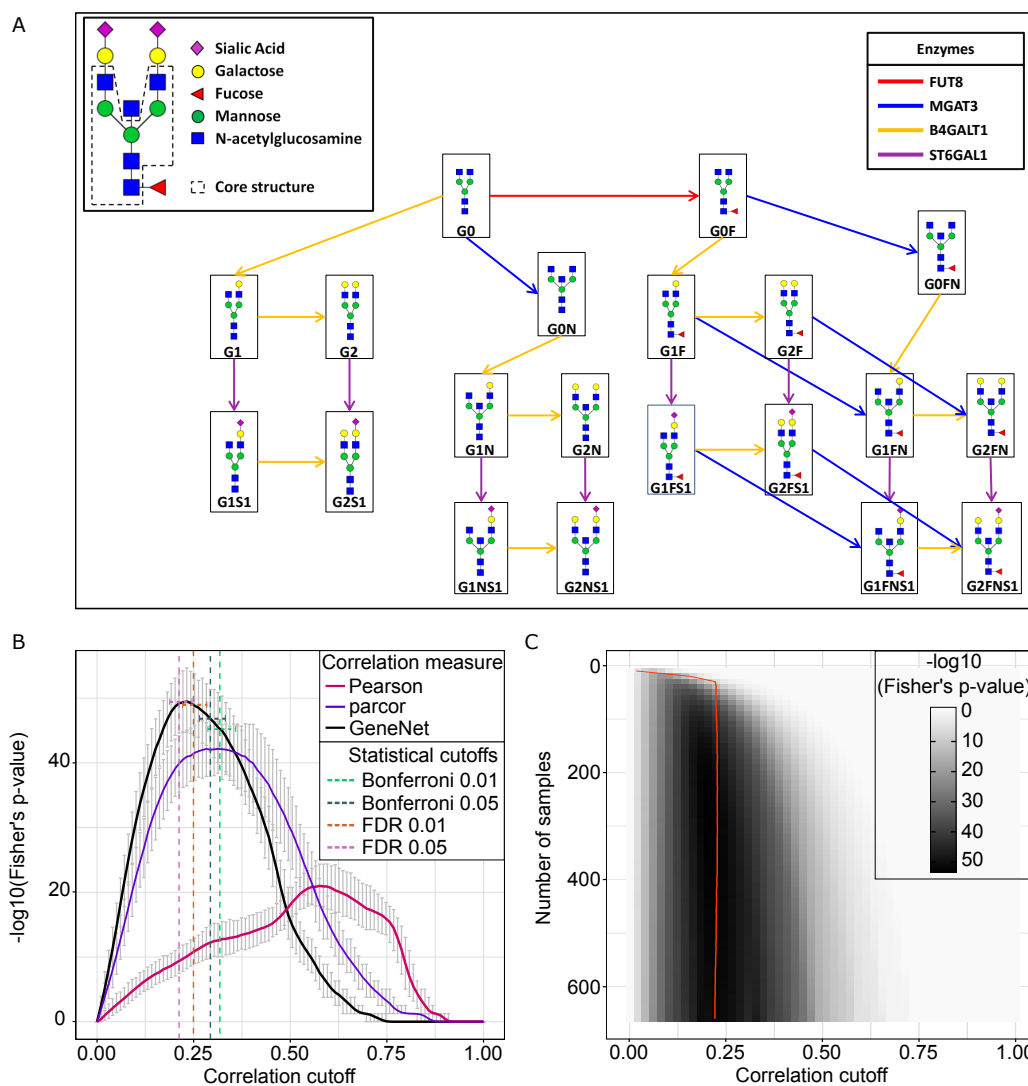 A
Sialic Acid
Galactose
Fucose
Mannose
N-acetylglucosamine
Core structure
Enzymes
FUT8
MGAT3
B4GALT1
ST6GAL1
G0
G0F
G0FN
G0N
G1
G2
G1F
G2F
G1N
G2N
G1FN
G2FN
G1S1
G2S1
G1FS1
G2FS1
G1NS1
G2NS1
G1FNS1
G2FNS1
B
Correlation measure
Pearson
parcor
GeneNet
Statistical cutoffs
Bonferroni 0.01
Bonferroni 0.05
FDR 0.01
FDR 0.05
-log10(Fisher's p-value)
40
20
0
0.00 0.25 0.50 0.75 1.00
Correlation cutoff
C
-log10
(Fisher's p-value)
0
10
20
30
40
50
Number of samples
0
200
400
600
0.00 0.25 0.50 0.75 1.00
Correlation cutoff